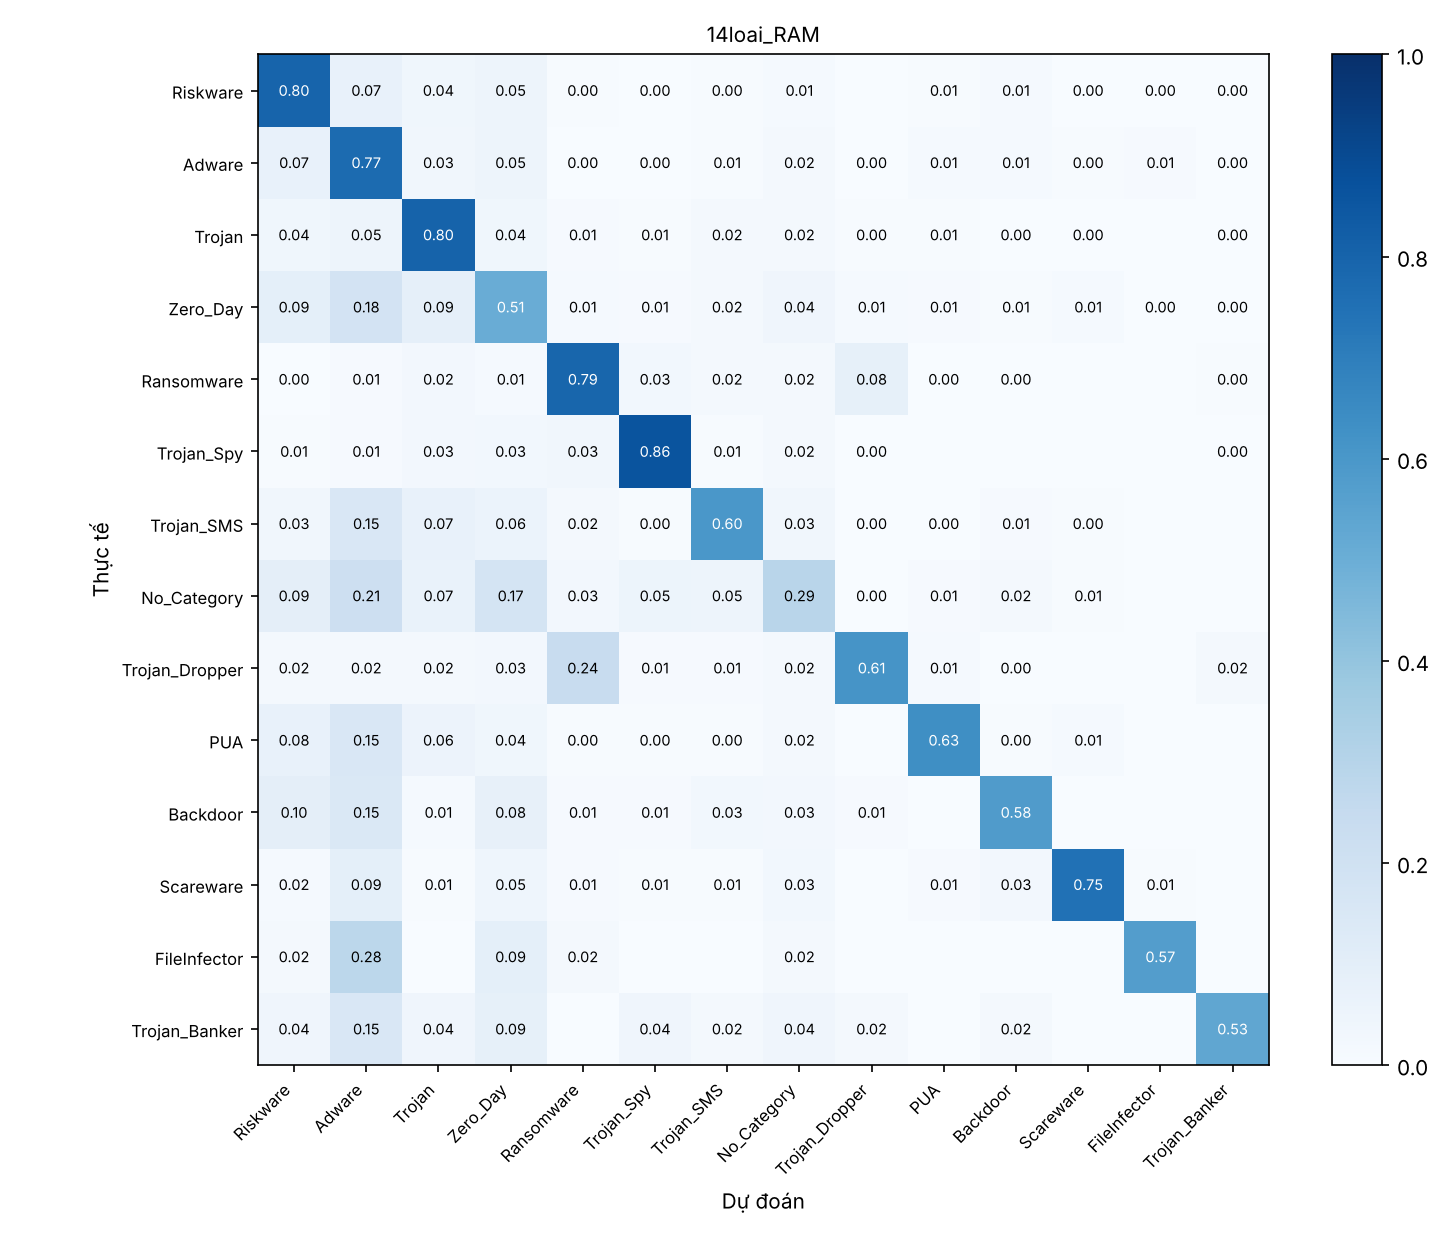 14loai_RAM
Riskware 0.80 0.07 0.04 0.05 0.00 0.00 0.00 0.01 0.01 0.01 0.00 0.00 0.00
Adware 0.07 0.77 0.03 0.05 0.00 0.00 0.01 0.02 0.00 0.01 0.01 0.00 0.01 0.00
Trojan 0.04 0.05 0.80 0.04 0.01 0.01 0.02 0.02 0.00 0.01 0.00 0.00 0.00
Zero_Day 0.09 0.18 0.09 0.51 0.01 0.01 0.02 0.04 0.01 0.01 0.01 0.01 0.00 0.00
Ransomware 0.00 0.01 0.02 0.01 0.79 0.03 0.02 0.02 0.08 0.00 0.00 0.00
Trojan_Spy 0.01 0.01 0.03 0.03 0.03 0.86 0.01 0.02 0.00 0.00
Trojan_SMS 0.03 0.15 0.07 0.06 0.02 0.00 0.60 0.03 0.00 0.00 0.01 0.00
No_Category 0.09 0.21 0.07 0.17 0.03 0.05 0.05 0.29 0.00 0.01 0.02 0.01
Trojan_Dropper 0.02 0.02 0.02 0.03 0.24 0.01 0.01 0.02 0.61 0.01 0.00 0.02
PUA 0.08 0.15 0.06 0.04 0.00 0.00 0.00 0.02 0.63 0.00 0.01
Backdoor 0.10 0.15 0.01 0.08 0.01 0.01 0.03 0.03 0.01 0.58
Scareware 0.02 0.09 0.01 0.05 0.01 0.01 0.01 0.03 0.01 0.03 0.75 0.01
FileInfector 0.02 0.28 0.09 0.02 0.02 0.57
Trojan_Banker 0.04 0.15 0.04 0.09 0.04 0.02 0.04 0.02 0.02 0.53
Riskware Adware Trojan Zero_Day Ransomware Trojan_Spy Trojan_SMS No_Category Trojan_Dropper PUA Backdoor Scareware FileInfector Trojan_Banker
Dự đoán
Thực tế
1.0
0.8
0.6
0.4
0.2
0.0